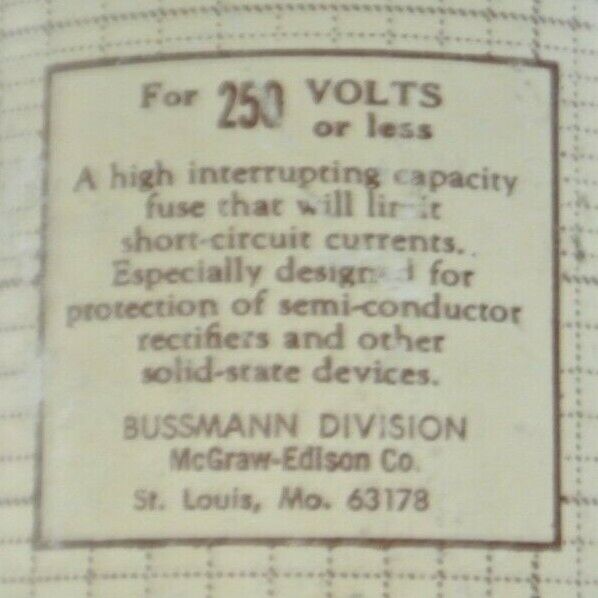 For 250 VOLTS
or less
A high interrupting capacity
fuse that will limit
short-circuit currents.
Especially designed for
protection of semi-conductor
rectifiers and other
solid-state devices.
BUSSMANN DIVISION
McGraw-Edison Co.
St. Louis, Mo. 63178